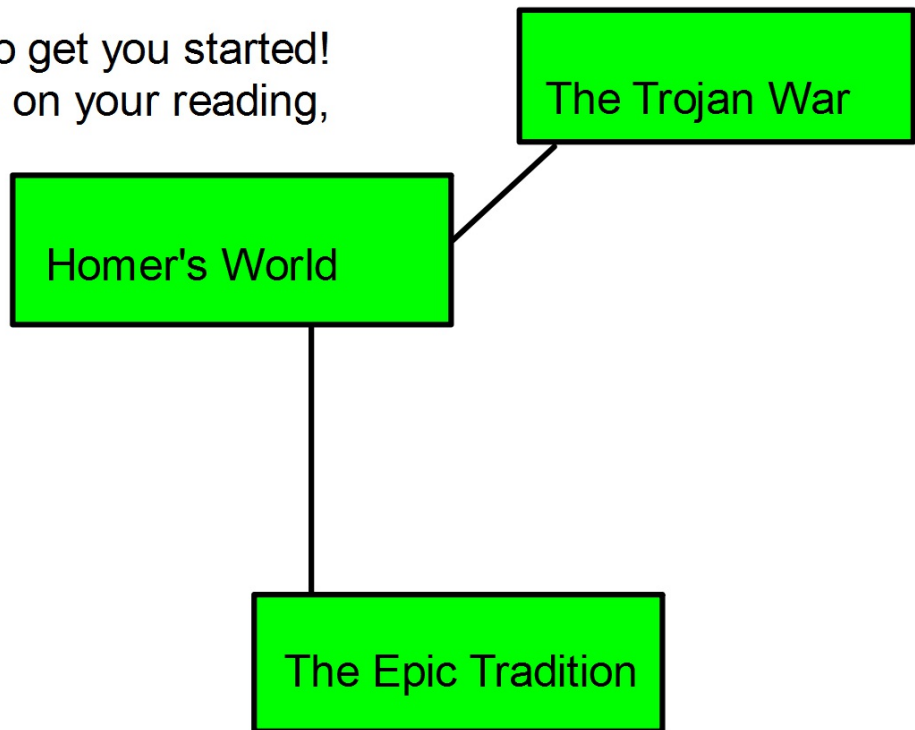 o get you started!
on your reading,
The Trojan War
Homer's World
The Epic Tradition